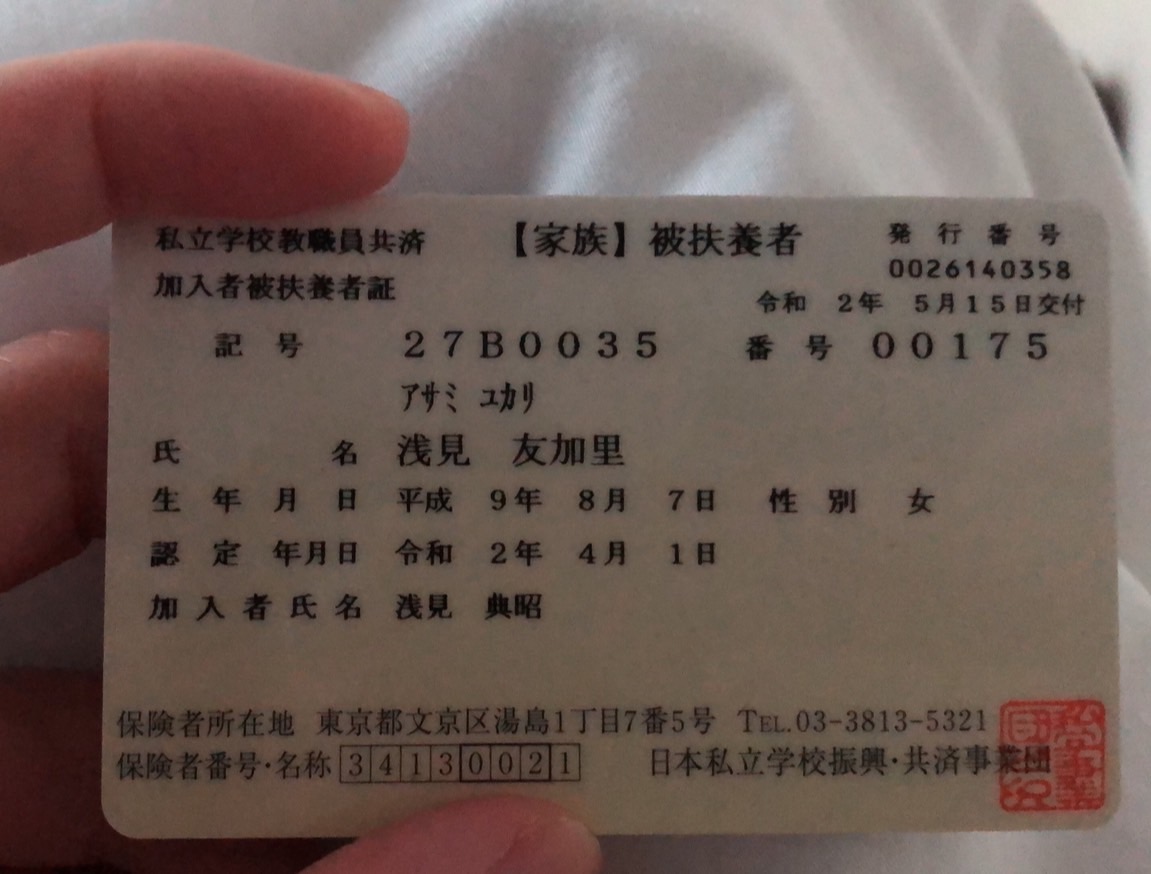 私立学校教職員共済 【家族】被扶養者 発行番号
加入者被扶養者証 0026140358
令和 2年 5月15日交付
記号 27B0035 番号 00175
アサミ ユカリ
氏名 浅見 友加里
生年月日 平成 9年 8月 7日 性別 女
認定年月日 令和 2年 4月 1日
加入者氏名 浅見 典昭
保険者所在地 東京都文京区湯島1丁目7番5号 TEL.03-3813-5321
保険者番号・名称 34130021 日本私立学校振興・共済事業団